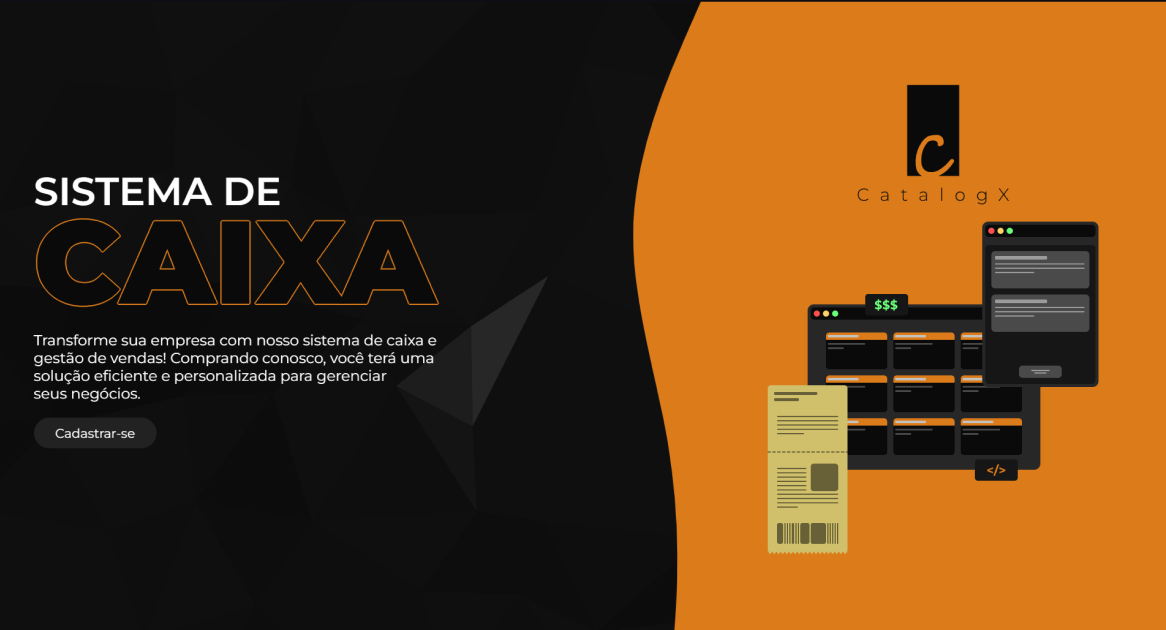 SISTEMA DE
CAIXA
Transforme sua empresa com nosso sistema de caixa e
gestão de vendas! Comprando conosco, você terá uma
solução eficiente e personalizada para gerenciar
seus negócios.
Cadastrar-se
C
CatalogX
$$$
</>